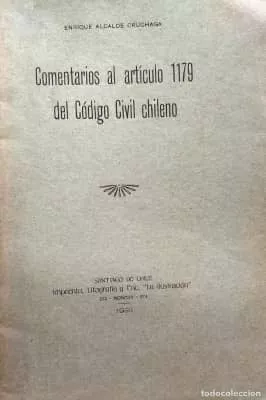 ENRIQUE ALCALDE CRUCHAGA
Comentarios al artículo 1179
del Código Civil chileno
SANTIAGO DE CHILE
Imprenta, Litografía y Enc. "La Ilustración"
todocoleccion